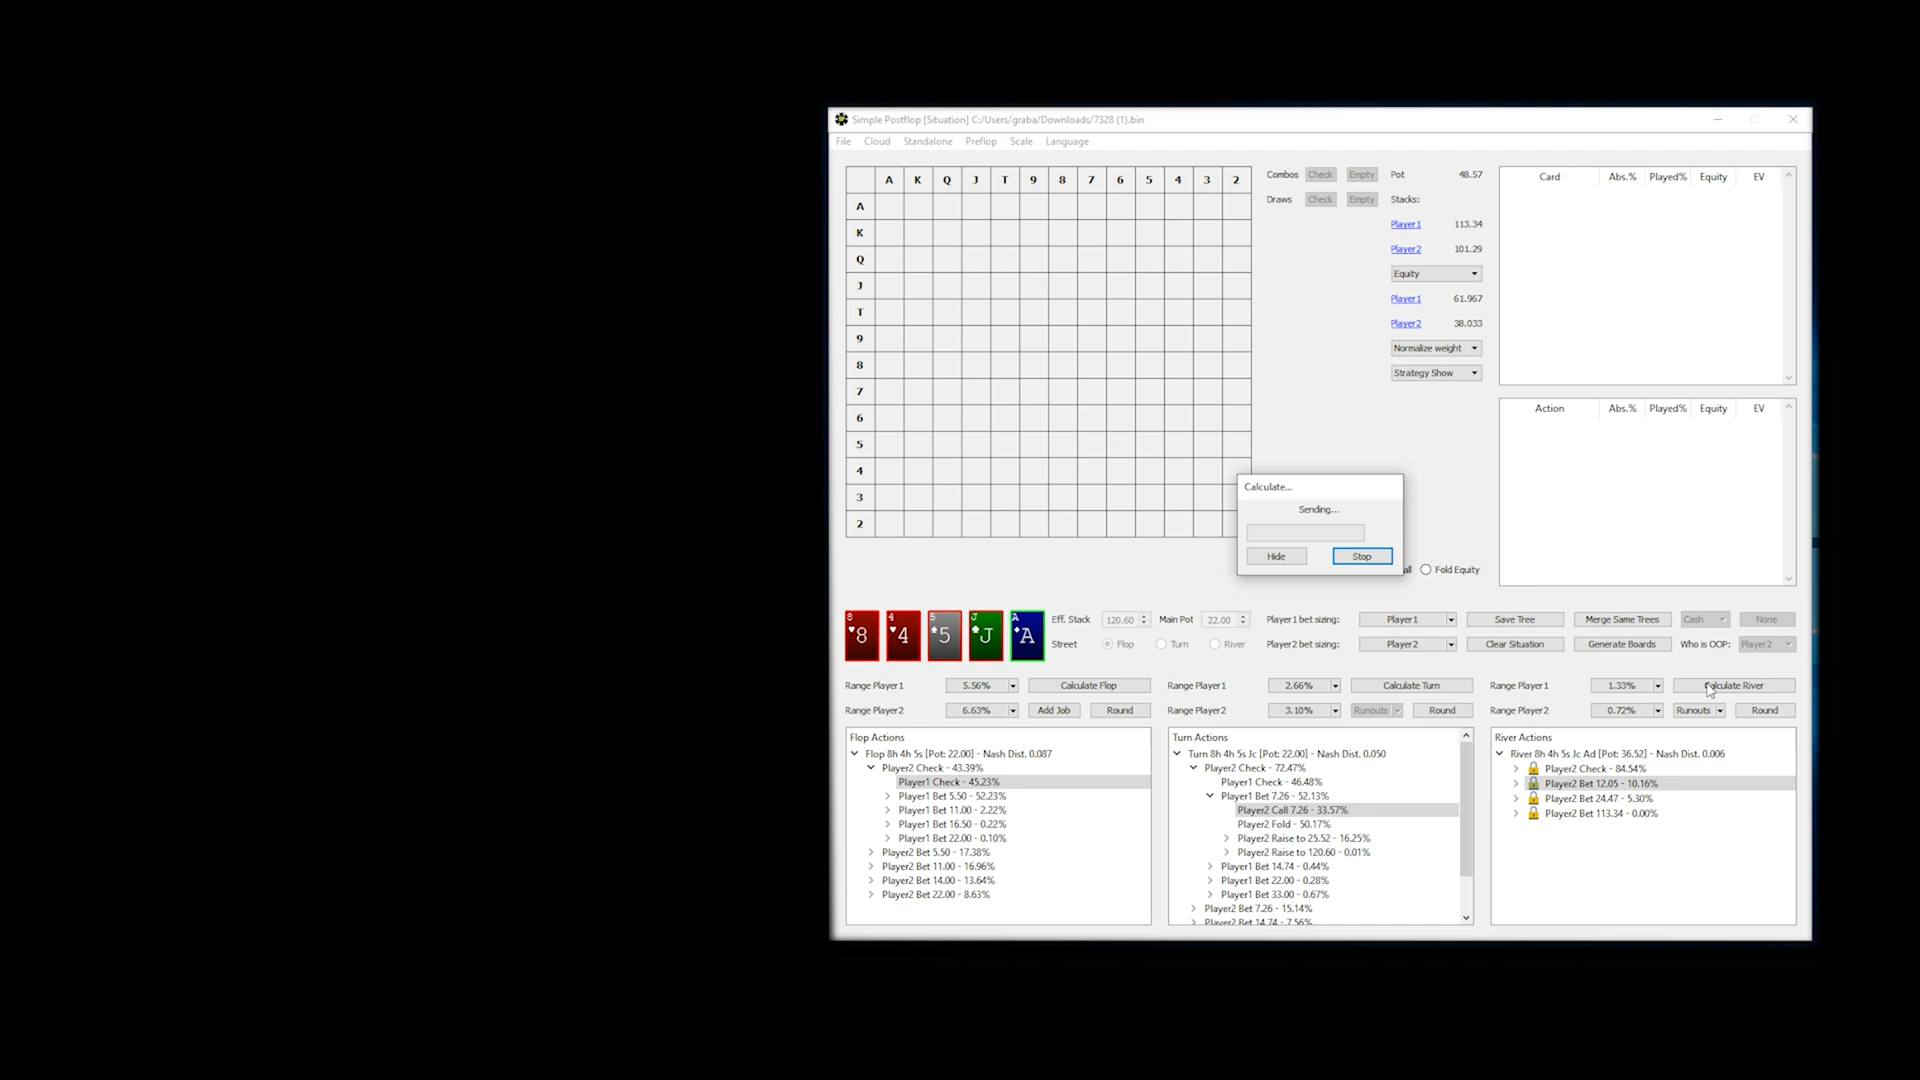 Simple Postflop [Situation] C:/Users/graba/Downloads/7328 (1).bin
File Cloud Standalone Preflop Scale Language
A K Q J T 9 8 7 6 5 4 3 2
A
K
Q
J
T
9
8
7
6
5
4
3
2
Combos Check Empty Pot 48.57
Draws Check Empty Stacks:
Player1 113.34
Player2 101.29
Equity
Player1 61.967
Player2 38.033
Normalize weight
Strategy Show
Card Abs.% Played% Equity EV
Action Abs.% Played% Equity EV
Calculate...
Sending...
Hide Stop
all Fold Equity
8 4 5 J A
8 4 5 J A
Eff. Stack 120.60 Main Pot 22.00 Player1 bet sizing: Player1 Save Tree Merge Same Trees Cash None
Street Flop Turn River Player2 bet sizing: Player2 Clear Situation Generate Boards Who is OOP: Player2
Range Player1 5.56% Calculate Flop
Range Player2 6.63% Add Job Round
Flop Actions
Flop 8h 4h 5s [Pot: 22.00] - Nash Dist. 0.087
Player2 Check - 43.39%
Player1 Check - 45.23%
Player1 Bet 5.50 - 52.23%
Player1 Bet 11.00 - 2.22%
Player1 Bet 16.50 - 0.22%
Player1 Bet 22.00 - 0.10%
Player2 Bet 5.50 - 17.38%
Player2 Bet 11.00 - 16.96%
Player2 Bet 14.00 - 13.64%
Player2 Bet 22.00 - 8.63%
Range Player1 2.66% Calculate Turn
Range Player2 3.10% Runouts Round
Turn Actions
Turn 8h 4h 5s Jc [Pot: 22.00] - Nash Dist. 0.050
Player2 Check - 72.47%
Player1 Check - 46.48%
Player1 Bet 7.26 - 52.13%
Player2 Call 7.26 - 33.57%
Player2 Fold - 50.17%
Player2 Raise to 25.52 - 16.25%
Player2 Raise to 120.60 - 0.01%
Player1 Bet 14.74 - 0.44%
Player1 Bet 22.00 - 0.28%
Player1 Bet 33.00 - 0.67%
Player2 Bet 7.26 - 15.14%
Player2 Bet 14.74 - 7.56%
Range Player1 1.33% Calculate River
Range Player2 0.72% Runouts Round
River Actions
River 8h 4h 5s Jc Ad [Pot: 36.52] - Nash Dist. 0.006
Player2 Check - 84.54%
Player2 Bet 12.05 - 10.16%
Player2 Bet 24.47 - 5.30%
Player2 Bet 113.34 - 0.00%